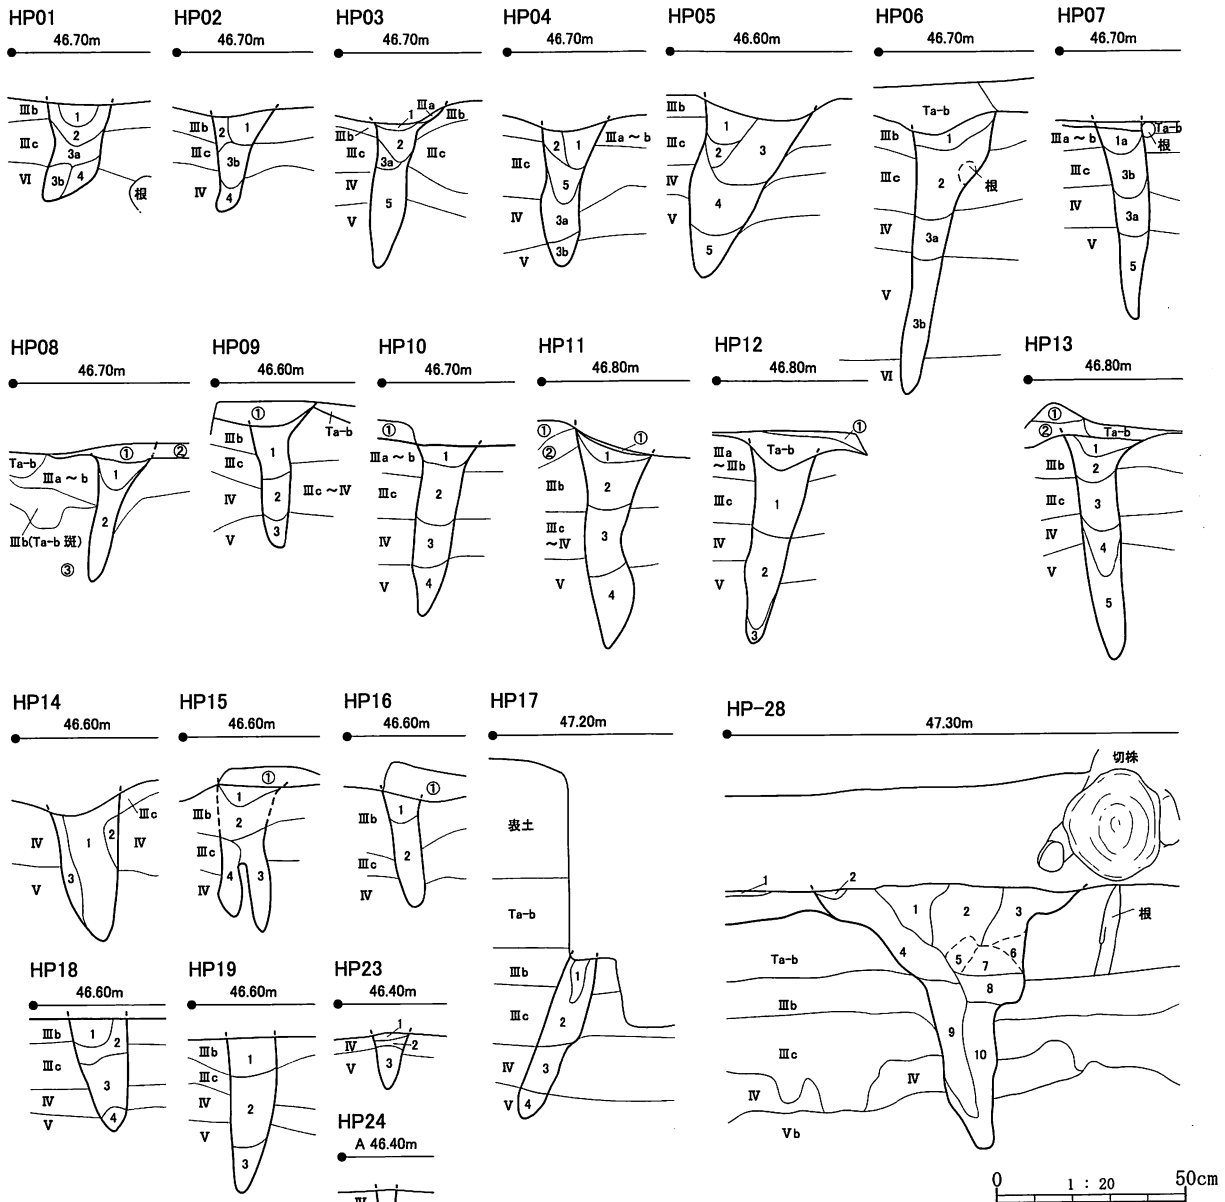 HP01
46.70m
Ⅲb
Ⅲc
Ⅵ
1
2
3a
3b
4
根
HP02
46.70m
Ⅲb
Ⅲc
Ⅳ
2
1
3b
4
HP03
46.70m
Ⅲa
1
Ⅲb
Ⅲb
2
Ⅲc
3a
Ⅲc
Ⅳ
5
Ⅴ
HP04
46.70m
2
1
Ⅲa～b
Ⅲc
5
Ⅳ
3a
Ⅴ
3b
HP05
46.60m
Ⅲb
1
Ⅲc
2
3
Ⅳ
4
Ⅴ
5
HP06
46.70m
Ta-b
Ⅲb
1
Ⅲc
2
根
Ⅳ
3a
Ⅴ
3b
Ⅵ
HP07
46.70m
Ta-b
Ⅲa～b
1a
根
Ⅲc
3b
Ⅳ
3a
Ⅴ
5
HP08
46.70m
①
②
Ta-b
1
Ⅲa～b
2
Ⅲb(Ta-b 斑)
③
HP09
46.60m
①
Ta-b
Ⅲb
1
Ⅲc
Ⅳ
2
Ⅲc～Ⅳ
Ⅴ
3
HP10
46.70m
①
Ⅲa～b
1
Ⅲc
2
Ⅳ
3
Ⅴ
4
HP11
46.80m
①
①
②
1
Ⅲb
2
Ⅲc
～Ⅳ
3
Ⅴ
4
HP12
46.80m
①
Ⅲa
～Ⅲb
Ta-b
Ⅲc
1
Ⅳ
2
Ⅴ
3
HP13
46.80m
①
②
Ta-b
1
Ⅲb
2
Ⅲc
3
Ⅳ
4
Ⅴ
5
HP14
46.60m
Ⅲc
Ⅳ
1
2
Ⅳ
Ⅴ
3
HP15
46.60m
①
1
Ⅲb
2
Ⅲc
Ⅳ
4
3
HP16
46.60m
①
1
Ⅲb
2
Ⅲc
Ⅳ
HP17
47.20m
表土
Ta-b
Ⅲb
1
Ⅲc
2
Ⅳ
3
Ⅴ
4
HP-28
47.30m
切株
1
2
1
2
3
根
4
5
7
6
Ta-b
8
Ⅲb
9
Ⅲc
10
Ⅳ
Ⅳ
Ⅴb
HP18
46.60m
Ⅲb
1
2
Ⅲc
3
Ⅳ
4
Ⅴ
HP19
46.60m
Ⅲb
1
Ⅲc
Ⅳ
2
Ⅴ
3
HP23
46.40m
1
Ⅳ
2
Ⅴ
3
HP24
A 46.40m
Ⅳ
0
1 : 20
50cm